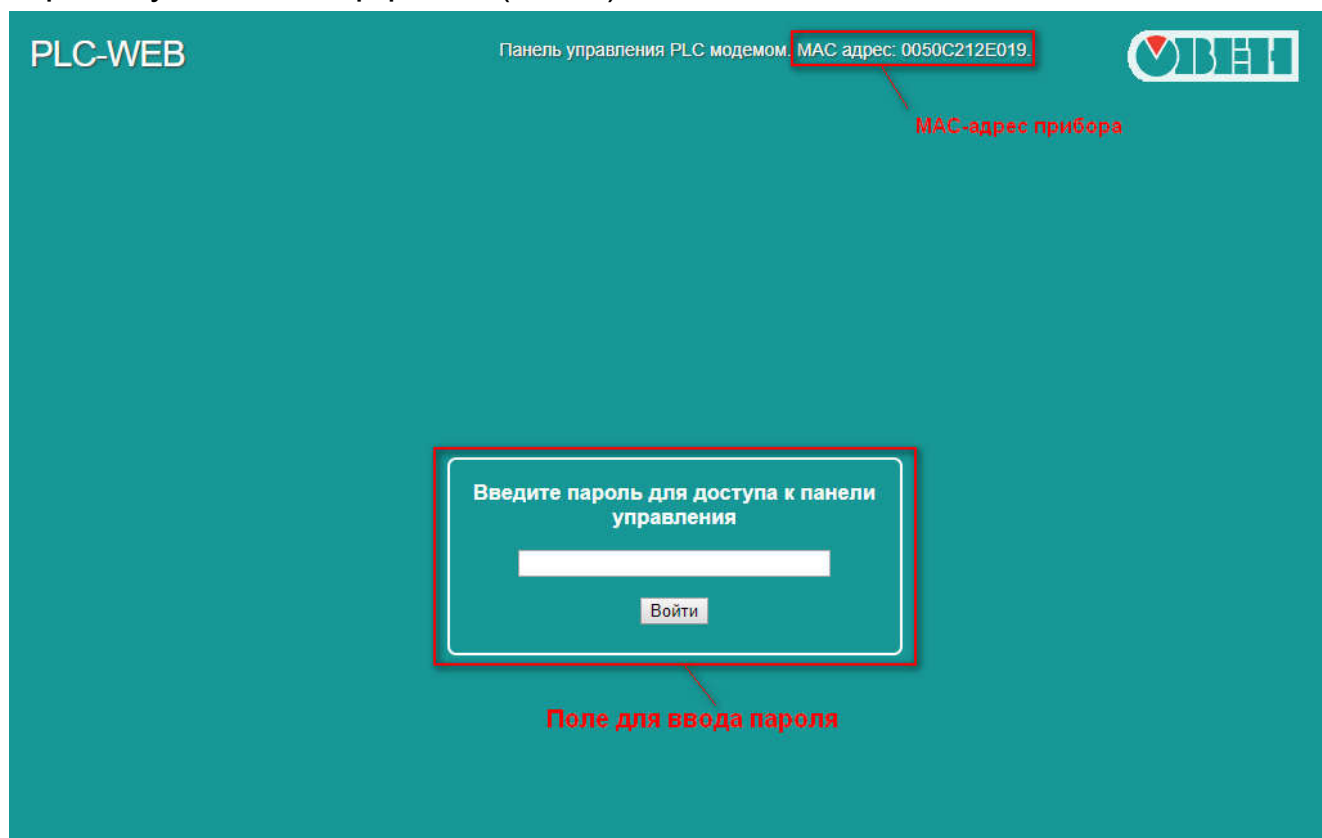 PLC-WEB
Панель управления PLC модемом. MAC адрес: 0050C212E019.
ОВЕН
MAC-адрес прибора
Введите пароль для доступа к панели
управления
Войти
Поле для ввода пароля